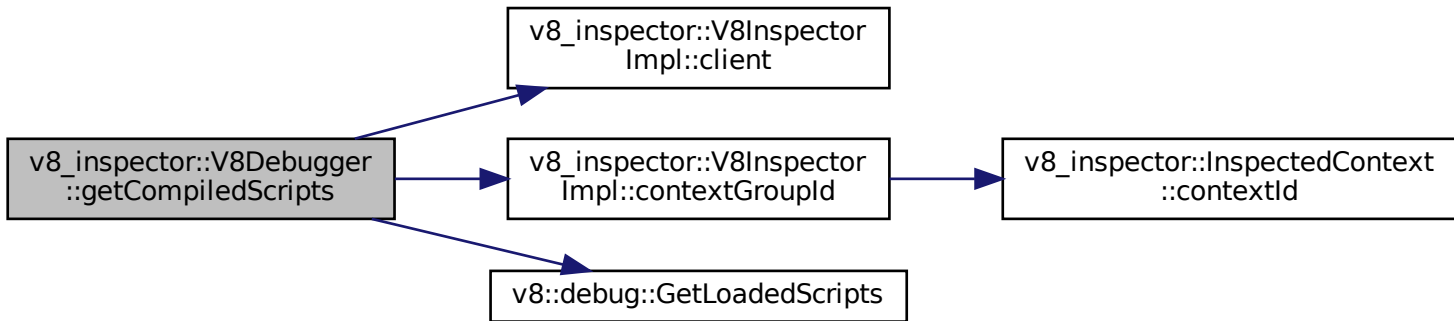 v8_inspector::V8Inspector
Impl::client
v8_inspector::V8Debugger
::getCompiledScripts
v8_inspector::V8Inspector
Impl::contextGroupId
v8_inspector::InspectedContext
::contextId
v8::debug::GetLoadedScripts